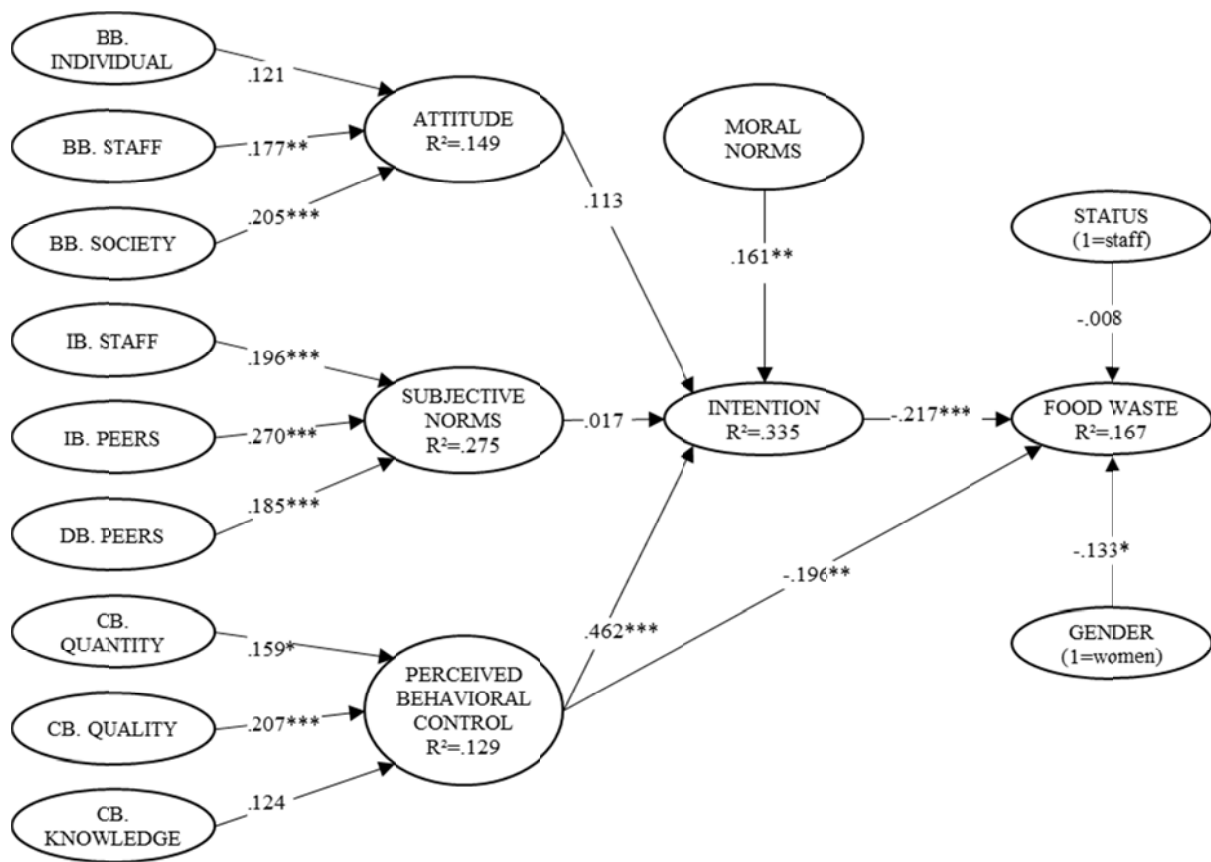 BB.
INDIVIDUAL
.121
BB. STAFF
.177**
BB. SOCIETY
.205***
ATTITUDE
R²=.149
.113
MORAL
NORMS
.161**
STATUS
(1=staff)
-.008
IB. STAFF
.196***
IB. PEERS
.270***
DB. PEERS
.185***
SUBJECTIVE
NORMS
R²=.275
.017
INTENTION
R²=.335
-.217***
FOOD WASTE
R²=.167
-.133*
GENDER
(1=women)
-.196**
.462***
CB.
QUANTITY
.159*
CB. QUALITY
.207***
CB.
KNOWLEDGE
.124
PERCEIVED
BEHAVIORAL
CONTROL
R²=.129